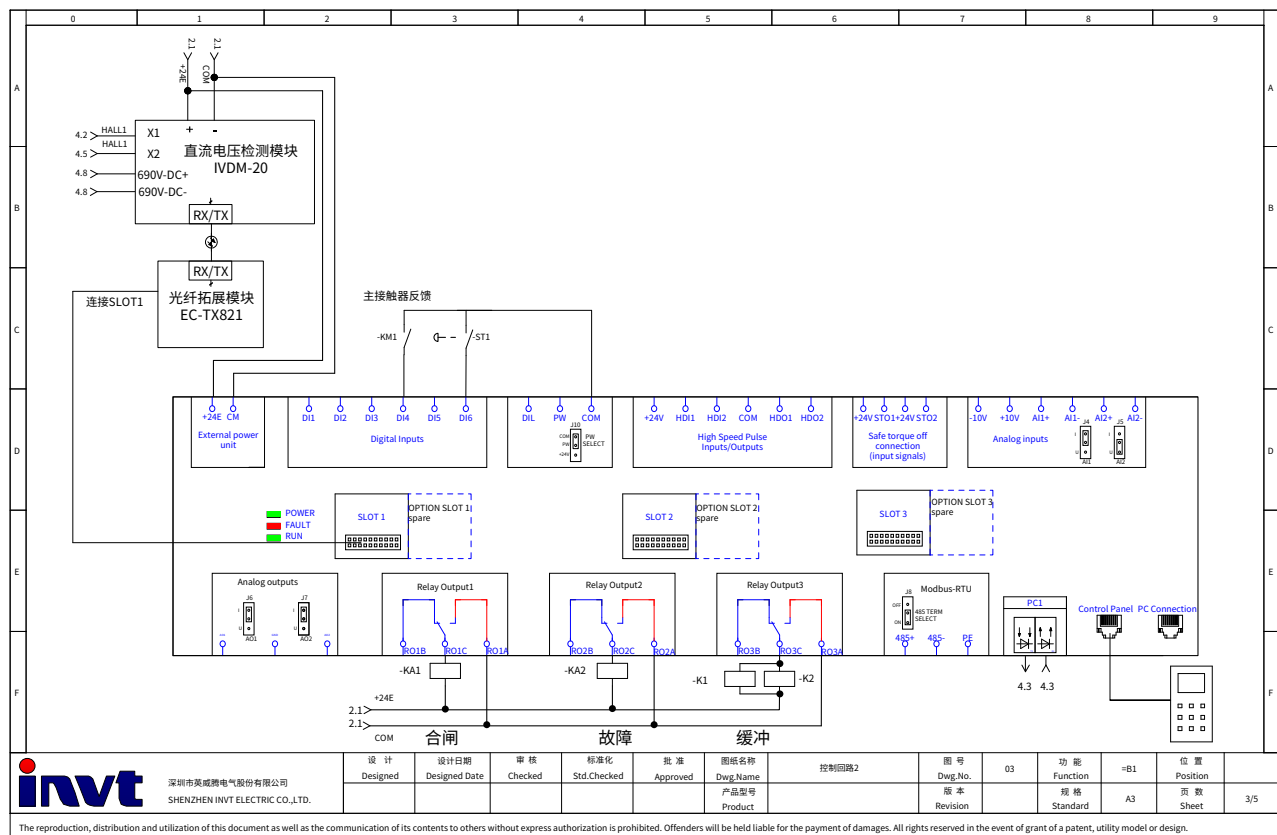 0 1 2 3 4 5 6 7 8 9
A A
B B
C C
D D
E E
F F
2.1 2.1
+24E COM
4.2 HALL1 X1 + -
4.5 HALL1 X2
直流电压检测模块
IVDM-20
4.8 690V-DC+
4.8 690V-DC-
RX/TX
RX/TX
连接SLOT1
光纤拓展模块
EC-TX821
主接触器反馈
-KM1 -ST1
+24E CM
External power
unit
DI1 DI2 DI3 DI4 DI5 DI6
Digital Inputs
DIL PW COM
J10
COM
PW
+24V
PW
SELECT
+24V HDI1 HDI2 COM HDO1 HDO2
High Speed Pulse
Inputs/Outputs
+24V STO1 +24V STO2
Safe torque off
connection
(input signals)
-10V +10V AI1+ AI1- AI2+ AI2-
Analog inputs
J4 J5
I I
U U
AI1 AI2
POWER
FAULT
RUN
SLOT 1
OPTION SLOT 1
spare
SLOT 2
OPTION SLOT 2
spare
SLOT 3
OPTION SLOT 3
spare
Analog outputs
J6 J7
I I
U U
AO1 AO2
Relay Output1
RO1B RO1C RO1A
Relay Output2
RO2B RO2C RO2A
Relay Output3
RO3B RO3C RO3A
Modbus-RTU
J8
OFF
ON
485 TERM
SELECT
485+ 485- PE
PC1
Control Panel PC Connection
-KA1 -KA2 -K1 -K2
4.3 4.3
+24E
2.1
2.1
COM
合闸 故障 缓冲
invt
深圳市英威腾电气股份有限公司
SHENZHEN INVT ELECTRIC CO.,LTD.
设 计
Designed
设计日期
Designed Date
审 核
Checked
标准化
Std.Checked
批 准
Approved
图纸名称
Dwg.Name
控制回路2
产品型号
Product
图 号
Dwg.No.
03
版 本
Revision
功 能
Function
=B1
规 格
Standard
A3
位 置
Position
页 数
Sheet
3/5
The reproduction, distribution and utilization of this document as well as the communication of its contents to others without express authorization is prohibited. Offenders will be held liable for the payment of damages. All rights reserved in the event of grant of a patent, utility model or design.